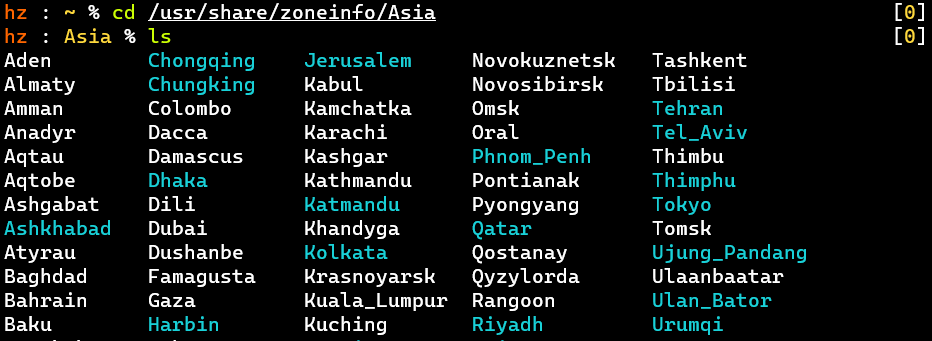 hz : ~ % cd /usr/share/zoneinfo/Asia [0]
hz : Asia % ls [0]
Aden Chongqing Jerusalem Novokuznetsk Tashkent
Almaty Chungking Kabul Novosibirsk Tbilisi
Amman Colombo Kamchatka Omsk Tehran
Anadyr Dacca Karachi Oral Tel_Aviv
Aqtau Damascus Kashgar Phnom_Penh Thimbu
Aqtobe Dhaka Kathmandu Pontianak Thimphu
Ashgabat Dili Katmandu Pyongyang Tokyo
Ashkhabad Dubai Khandyga Qatar Tomsk
Atyrau Dushanbe Kolkata Qostanay Ujung_Pandang
Baghdad Famagusta Krasnoyarsk Qyzylorda Ulaanbaatar
Bahrain Gaza Kuala_Lumpur Rangoon Ulan_Bator
Baku Harbin Kuching Riyadh Urumqi